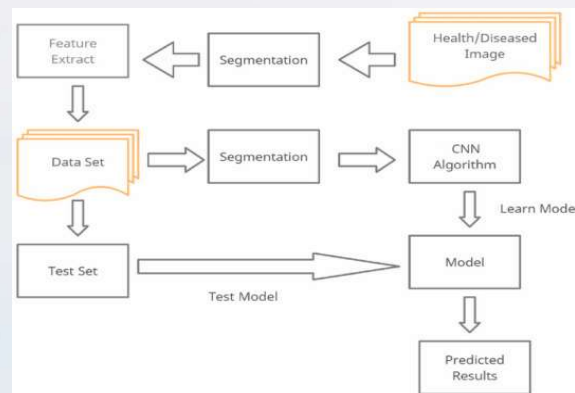 Feature
Extract
Segmentation
Health/Diseased
Image
Data Set
Segmentation
CNN
Algorithm
Learn Mode
Test Set
Test Model
Model
Predicted
Results